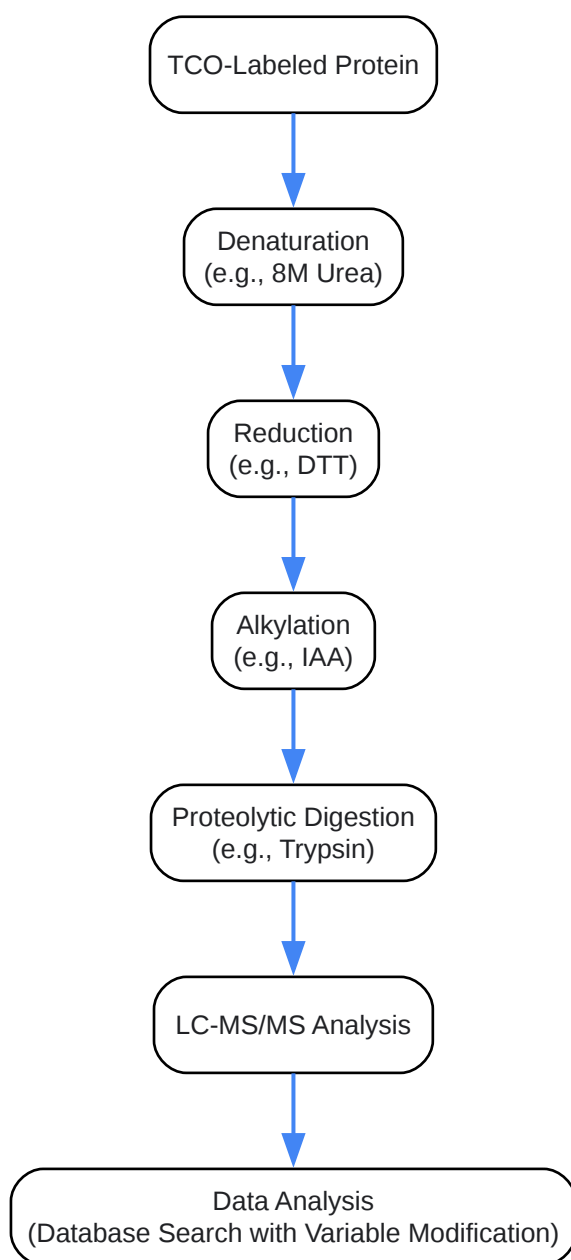 TCO-Labeled Protein
Denaturation
(e.g., 8M Urea)
Reduction
(e.g., DTT)
Alkylation
(e.g., IAA)
Proteolytic Digestion
(e.g., Trypsin)
LC-MS/MS Analysis
Data Analysis
(Database Search with Variable Modification)